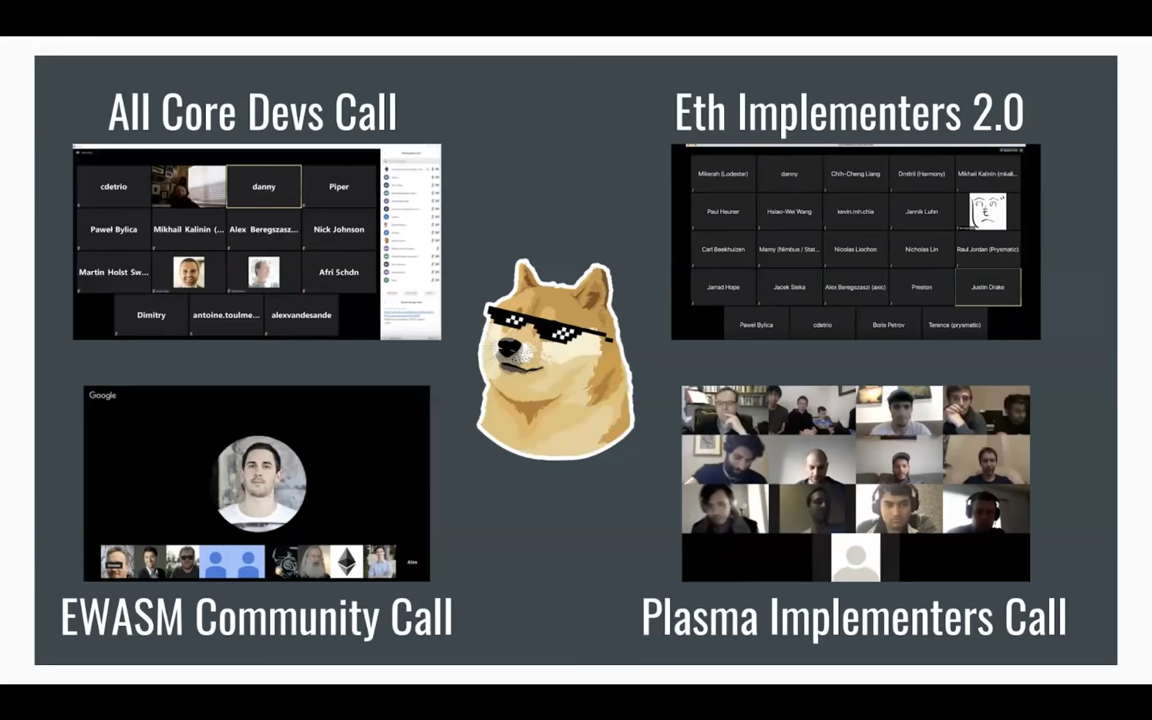 All Core Devs Call
Eth Implementers 2.0
cdetrio
danny
Piper
Paweł Bylica
Mikhail Kalinin (...
Alex Beregszasz...
Nick Johnson
Martin Holst Sw...
Afri Schdn
Dimitry
antoine.toulme...
alexvandesande
Mikerah (Lodestar)
danny
Chih-Cheng Liang
Dmitrii (Harmony)
Mikhail Kalinin (mkali...
Paul Hauner
Hsiao-Wei Wang
kevin.mh.chia
Jannik Luhn
Carl Beekhuizen
Mamy (Nimbus / Stat...
Nicolas Liochon
Nicholas Lin
Raul Jordan (Prysmatic)
Jarrad Hope
Jacek Sieka
Alex Beregszaszi (axic)
Preston
Justin Drake
Paweł Bylica
cdetrio
Boris Petrov
Terence (prysmatic)
Google
Alex
EWASM Community Call
Plasma Implementers Call